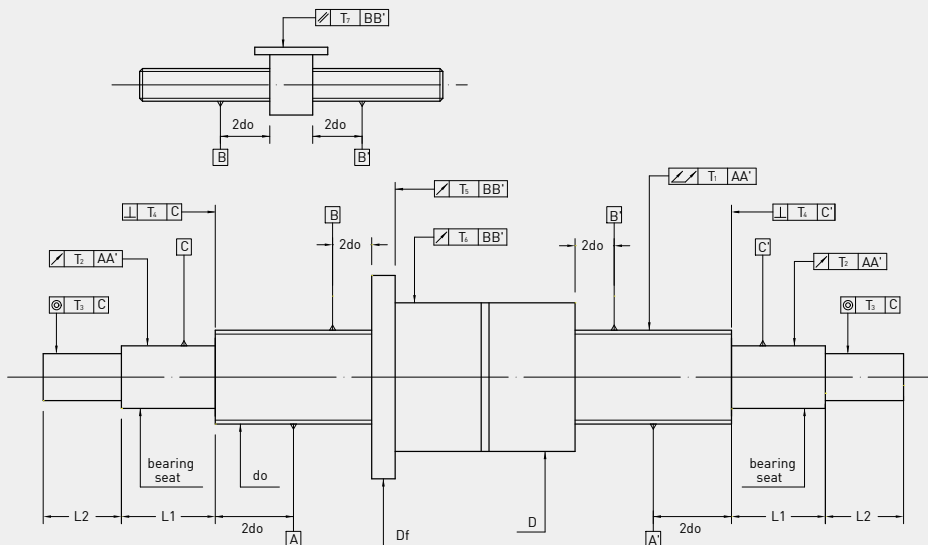 ⫽ T7 BB'
2do 2do
B B'
⌰ T1 AA'
↗ T5 BB'
⊥ T4 C
B
B'
⊥ T4 C'
↗ T6 BB'
2do
2do
C
C'
↗ T2 AA'
↗ T2 AA'
◎ T3 C
◎ T3 C
bearing
seat
do
bearing
seat
L2 L1 2do
D
2do L1 L2
A
Df
A'